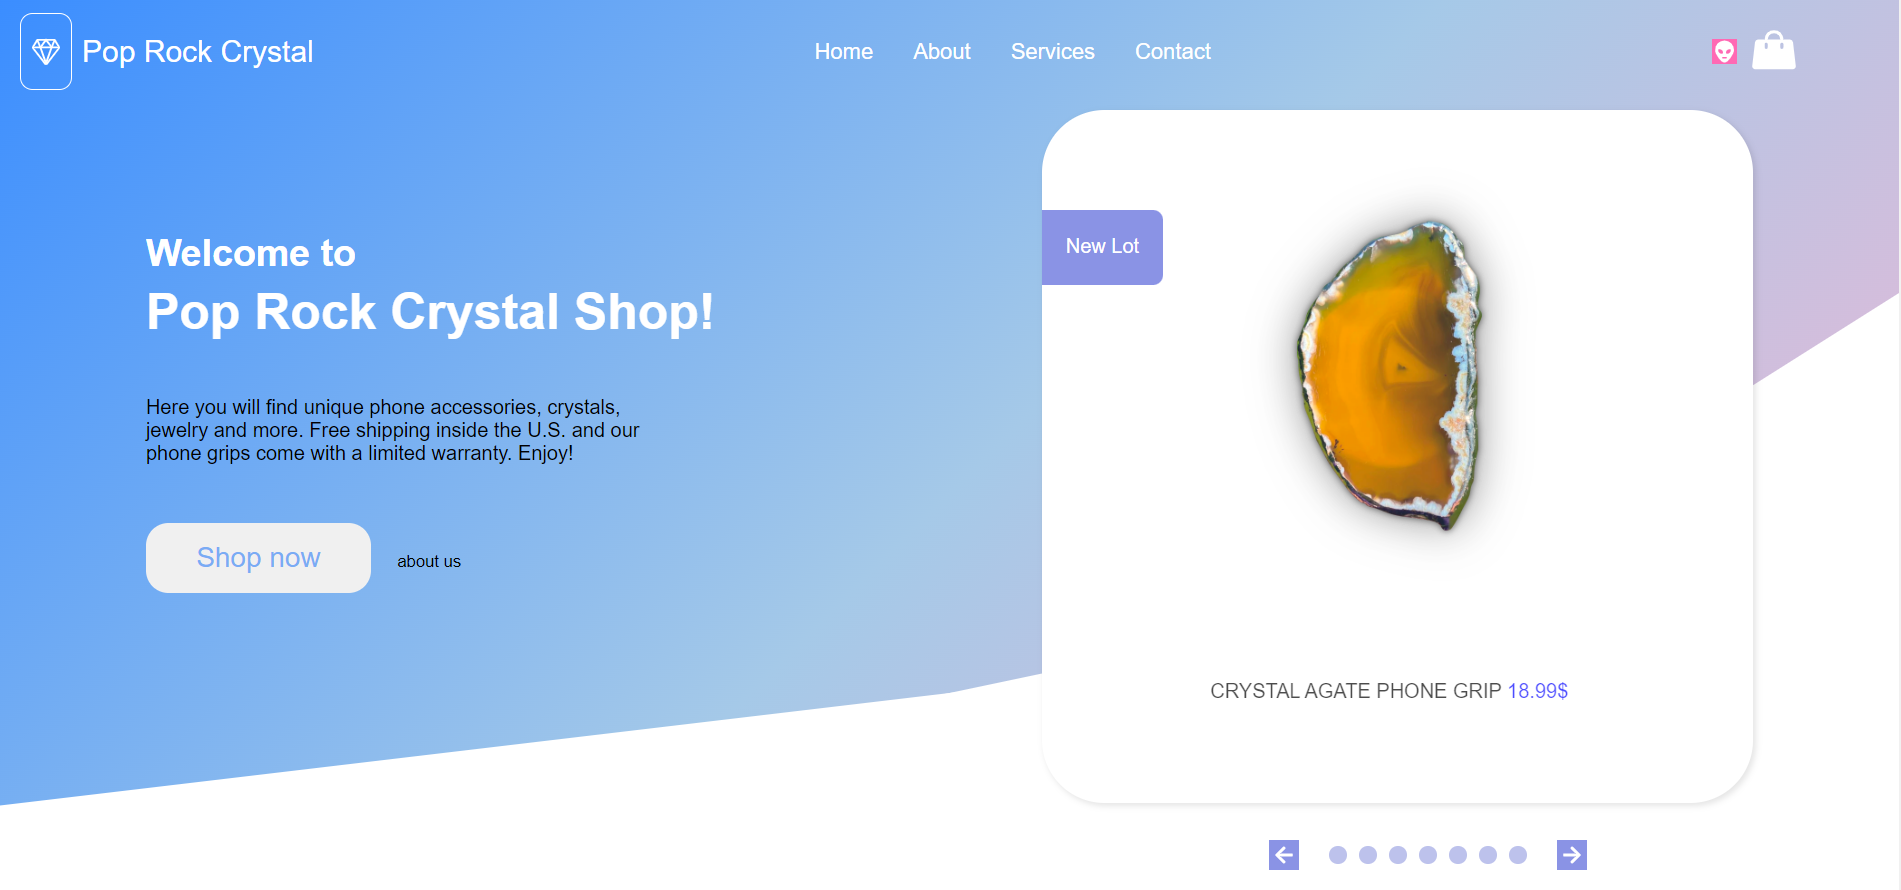 Pop Rock Crystal
Home About Services Contact
Welcome to
Pop Rock Crystal Shop!
Here you will find unique phone accessories, crystals,
jewelry and more. Free shipping inside the U.S. and our
phone grips come with a limited warranty. Enjoy!
Shop now
about us
New Lot
CRYSTAL AGATE PHONE GRIP 18.99$